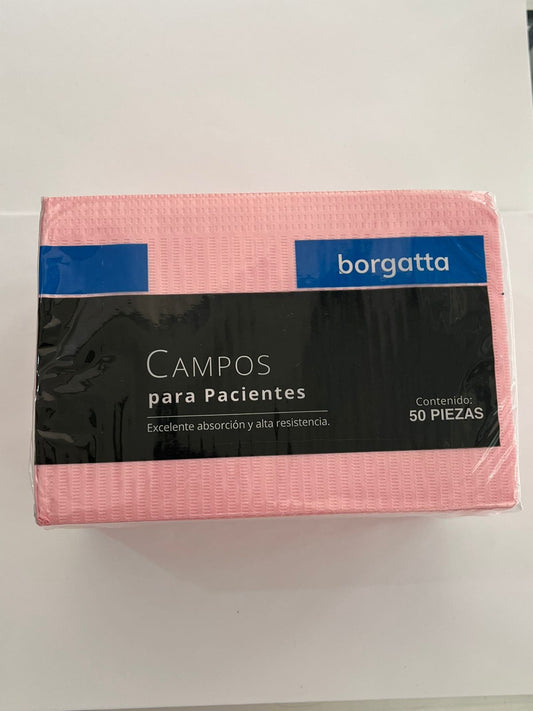 borgatta
CAMPOS
para Pacientes
Excelente absorción y alta resistencia.
Contenido:
50 PIEZAS